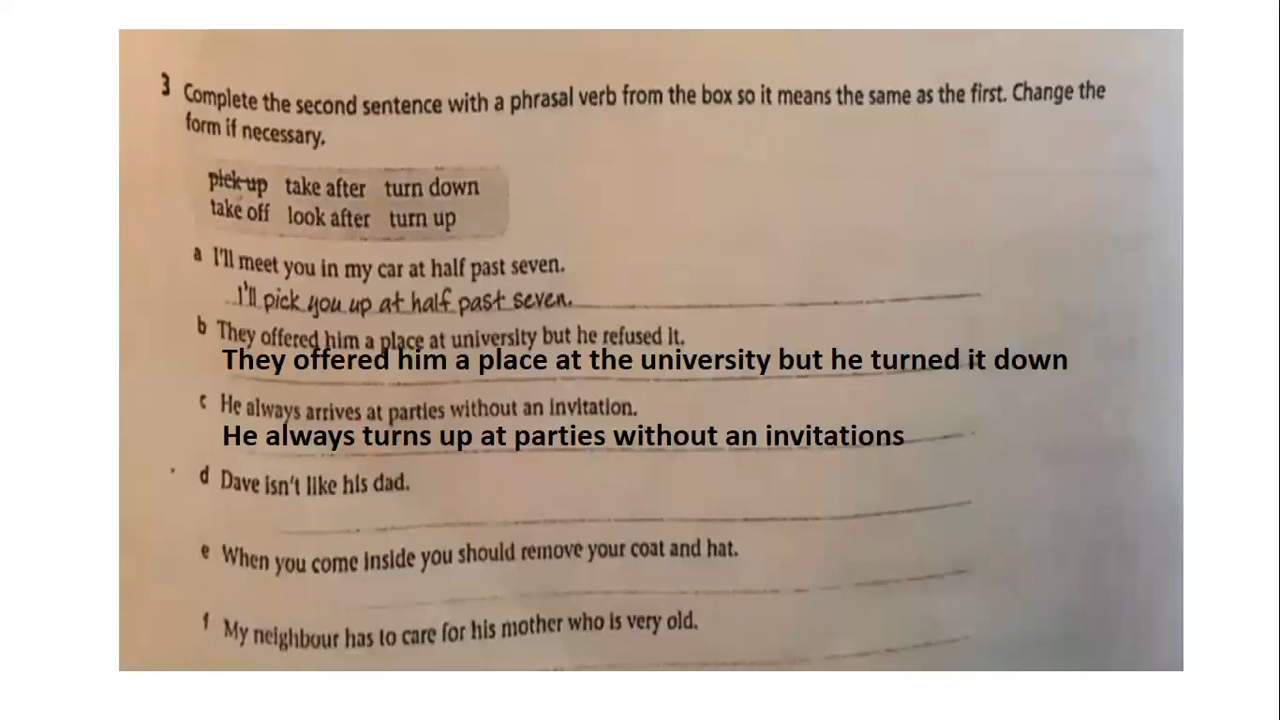 3 Complete the second sentence with a phrasal verb from the box so it means the same as the first. Change the
form if necessary.
pick up take after turn down
take off look after turn up
a I'll meet you in my car at half past seven.
I'll pick you up at half past seven.
b They offered him a place at university but he refused it.
They offered him a place at the university but he turned it down
c He always arrives at parties without an invitation.
He always turns up at parties without an invitations
d Dave isn't like his dad.
e When you come inside you should remove your coat and hat.
f My neighbour has to care for his mother who is very old.